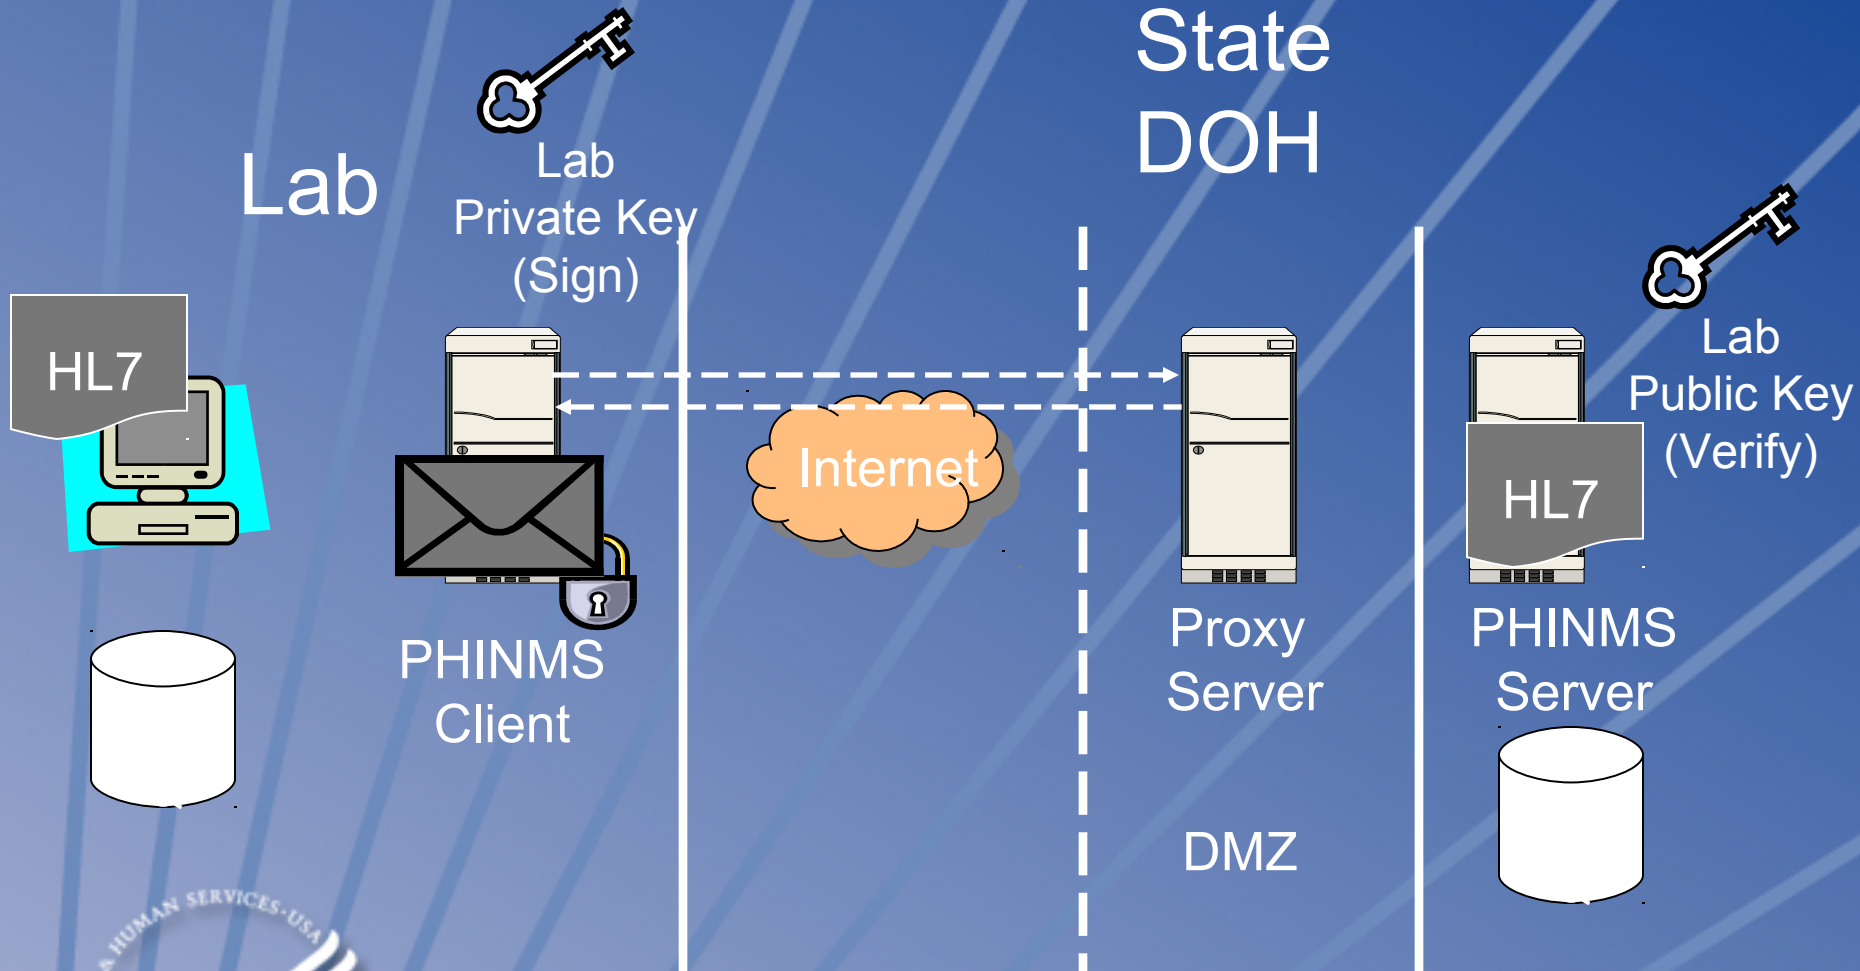 State
DOH
Lab
Lab
Private Key
(Sign)
HL7
Internet
Lab
Public Key
(Verify)
HL7
PHINMS
Client
Proxy
Server
PHINMS
Server
DMZ
& HUMAN SERVICES · USA